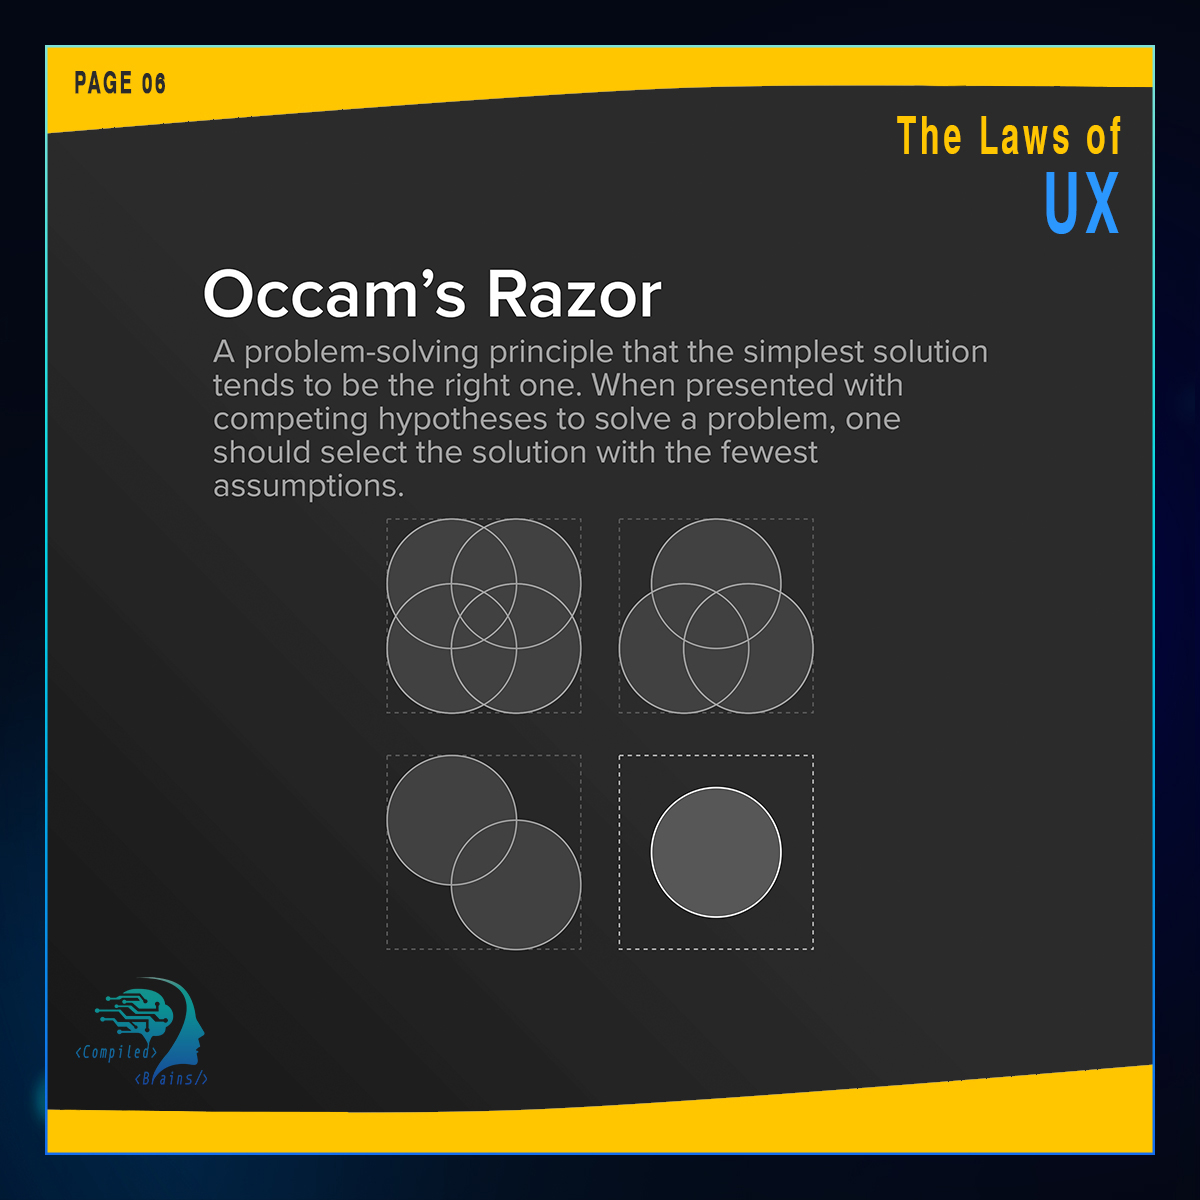 PAGE 06
The Laws of
UX
Occam’s Razor
A problem-solving principle that the simplest solution
tends to be the right one. When presented with
competing hypotheses to solve a problem, one
should select the solution with the fewest
assumptions.
<Compiled>
<Brains/>